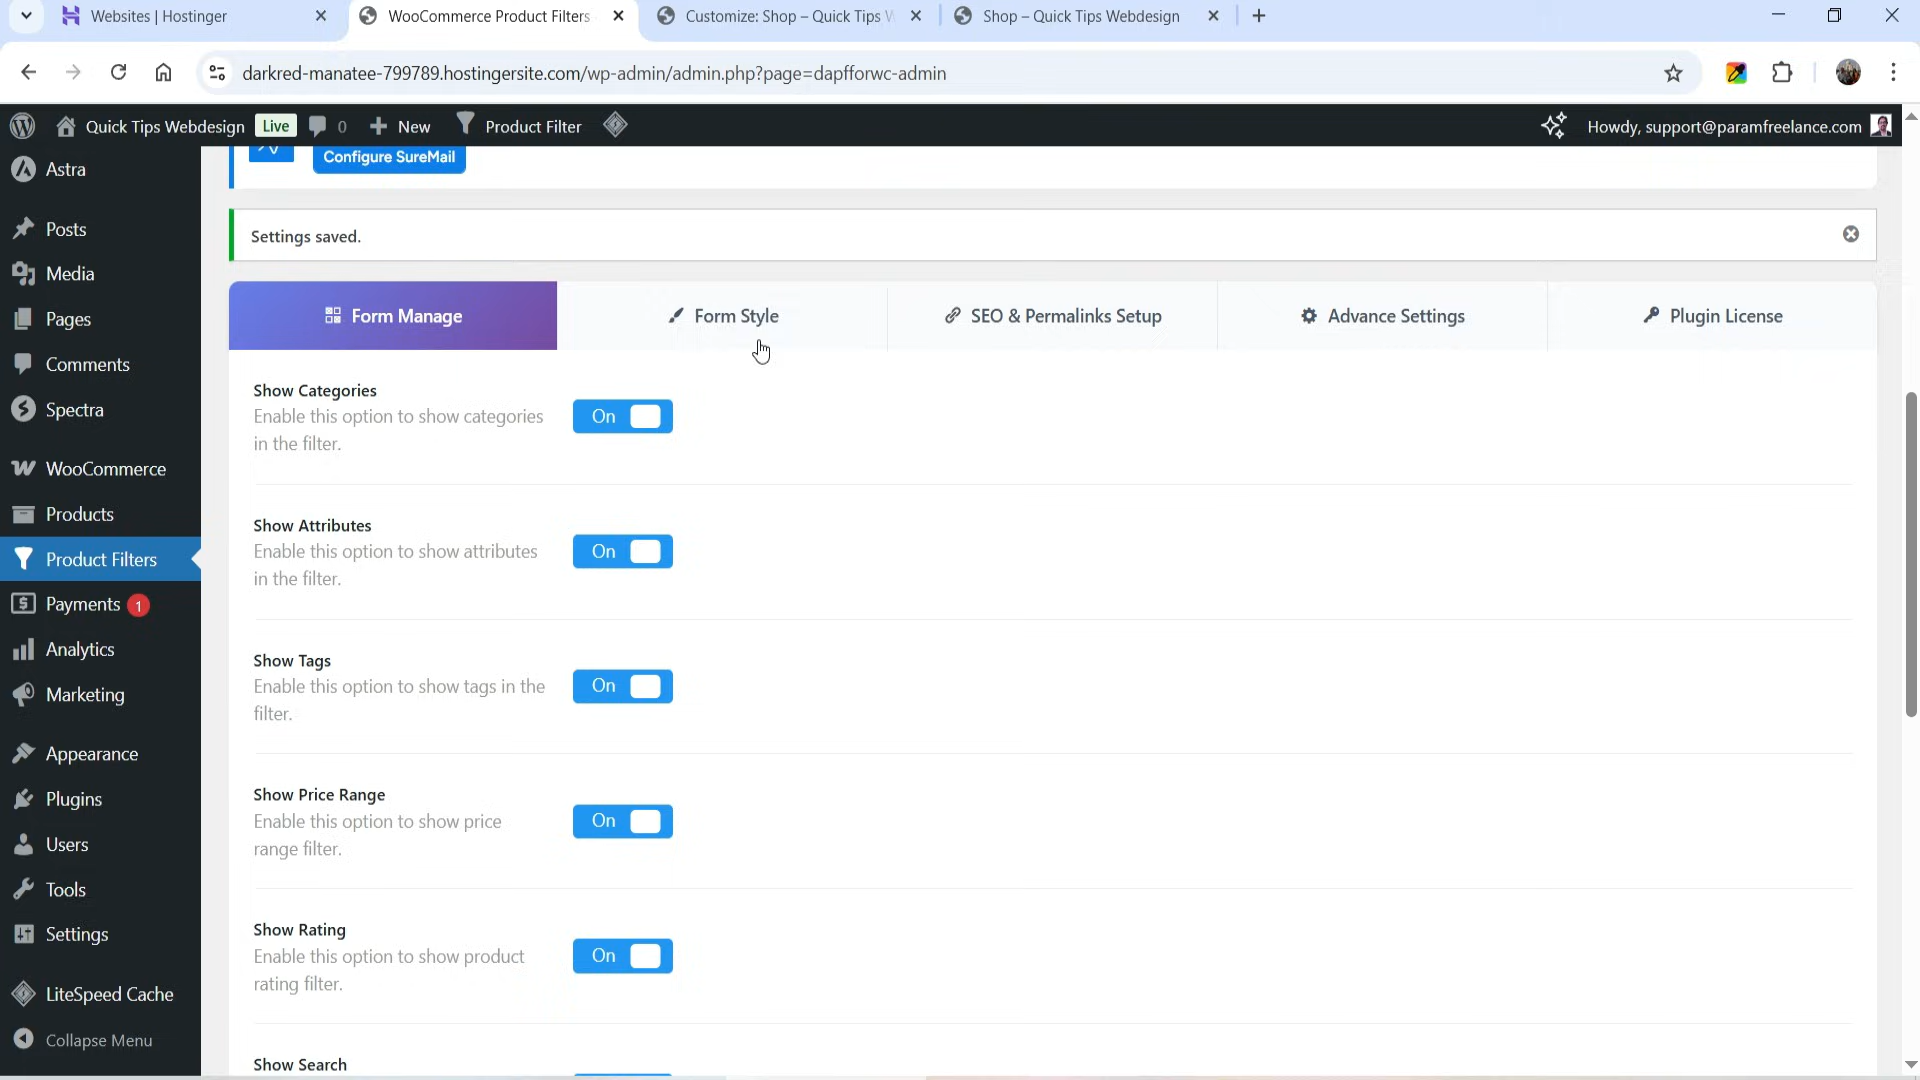 Websites | Hostinger
WooCommerce Product Filters
Customize: Shop – Quick Tips W
Shop – Quick Tips Webdesign
darkred-manatee-799789.hostingersite.com/wp-admin/admin.php?page=dapfforwc-admin
Quick Tips Webdesign
Live
0
New
Product Filter
Howdy, support@paramfreelance.com
Astra
Posts
Media
Pages
Comments
Spectra
WooCommerce
Products
Product Filters
Payments 1
Analytics
Marketing
Appearance
Plugins
Users
Tools
Settings
LiteSpeed Cache
Collapse Menu
Configure SureMail
Settings saved.
Form Manage
Form Style
SEO & Permalinks Setup
Advance Settings
Plugin License
Show Categories
Enable this option to show categories
in the filter.
On
Show Attributes
Enable this option to show attributes
in the filter.
On
Show Tags
Enable this option to show tags in the
filter.
On
Show Price Range
Enable this option to show price
range filter.
On
Show Rating
Enable this option to show product
rating filter.
On
Show Search